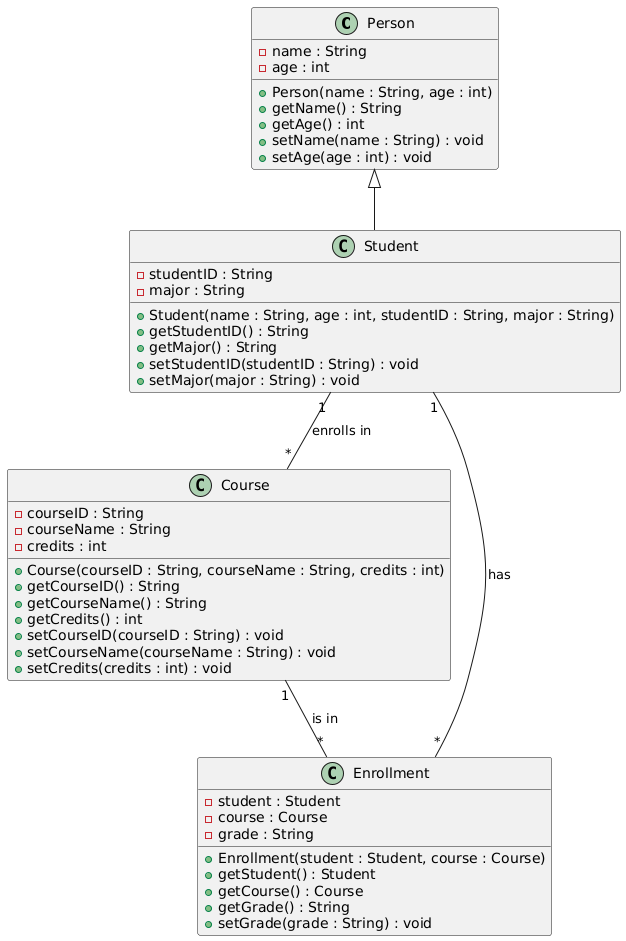 C Person
name : String
age : int
Person(name : String, age : int)
getName() : String
getAge() : int
setName(name : String) : void
setAge(age : int) : void
C Student
studentID : String
major : String
Student(name : String, age : int, studentID : String, major : String)
getStudentID() : String
getMajor() : String
setStudentID(studentID : String) : void
setMajor(major : String) : void
1
1
enrolls in
*
C Course
courseID : String
courseName : String
credits : int
Course(courseID : String, courseName : String, credits : int)
getCourseID() : String
getCourseName() : String
getCredits() : int
setCourseID(courseID : String) : void
setCourseName(courseName : String) : void
setCredits(credits : int) : void
has
1
is in
*
*
C Enrollment
student : Student
course : Course
grade : String
Enrollment(student : Student, course : Course)
getStudent() : Student
getCourse() : Course
getGrade() : String
setGrade(grade : String) : void